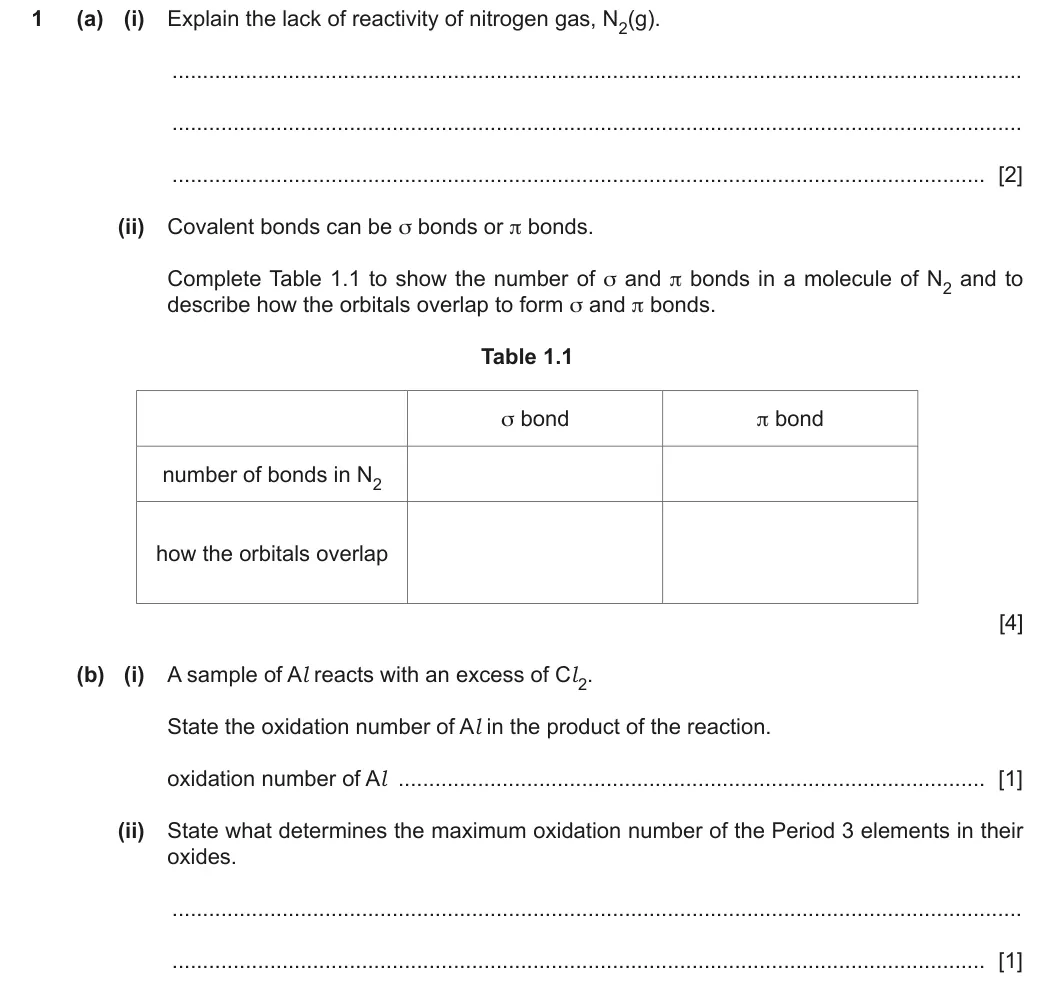 1 (a) (i) Explain the lack of reactivity of nitrogen gas, N₂(g).
....................................................................................................................................
....................................................................................................................................
.............................................................................................................................. [2]
(ii) Covalent bonds can be σ bonds or π bonds.
Complete Table 1.1 to show the number of σ and π bonds in a molecule of N₂ and to
describe how the orbitals overlap to form σ and π bonds.
Table 1.1
σ bond π bond
number of bonds in N₂
how the orbitals overlap
[4]
(b) (i) A sample of Al reacts with an excess of Cl₂.
State the oxidation number of Al in the product of the reaction.
oxidation number of Al ................................................................................................ [1]
(ii) State what determines the maximum oxidation number of the Period 3 elements in their
oxides.
....................................................................................................................................
.............................................................................................................................. [1]